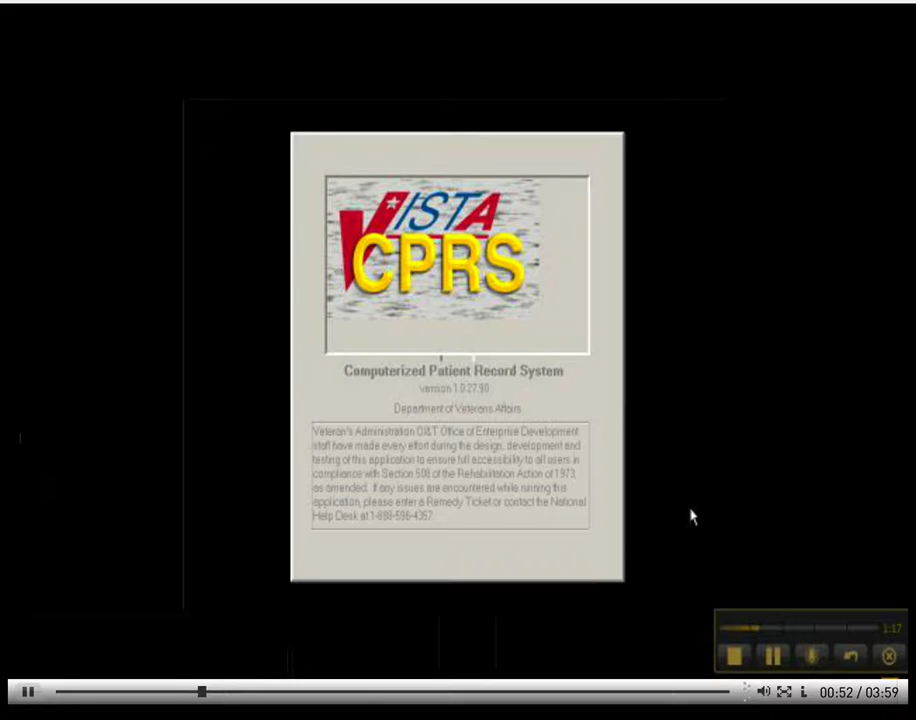 VISTA
CPRS
Computerized Patient Record System
version 1.0.27.90
Department of Veterans Affairs
Veteran's Administration OI&T Office of Enterprise Development
staff have made every effort during the design, development and
testing of this application to ensure full accessibility to all users in
compliance with Section 508 of the Rehabilitation Action of 1973,
as amended. If any issues are encountered while running this
application, please enter a Remedy Ticket or contact the National
Help Desk at 1-888-596-4357.
1:17
00:52 / 03:59